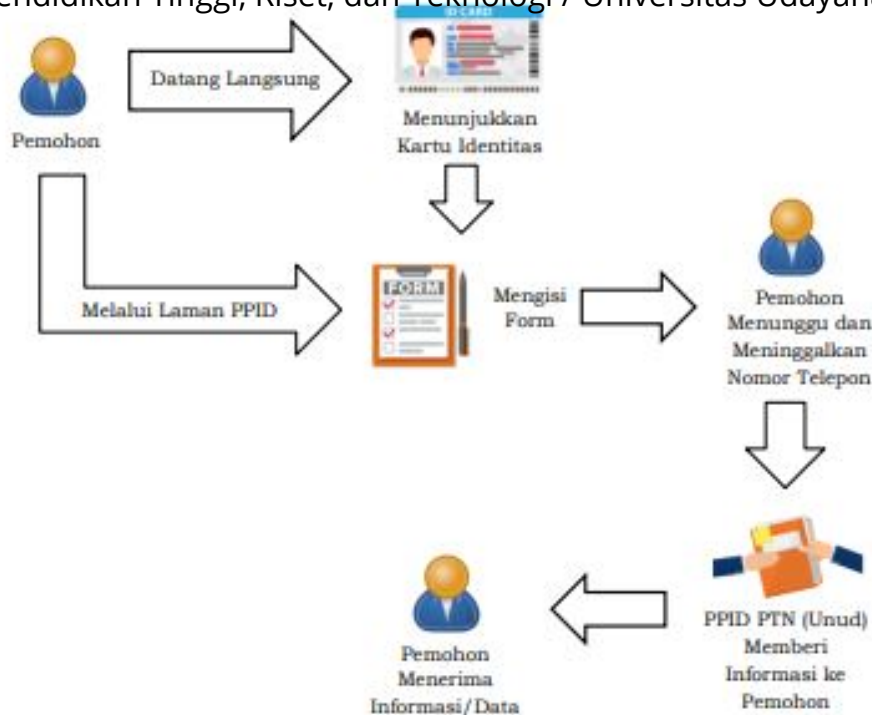 Pendidikan Tinggi, Riset, dan Teknologi / Universitas Udayana
ID CARD
Datang Langsung
Pemohon
Menunjukkan
Kartu Identitas
Melalui Laman PPID
FORM
Mengisi
Form
Pemohon
Menunggu dan
Meninggalkan
Nomor Telepon
PPID PTN (Unud)
Memberi
Informasi ke
Pemohon
Pemohon
Menerima
Informasi/Data